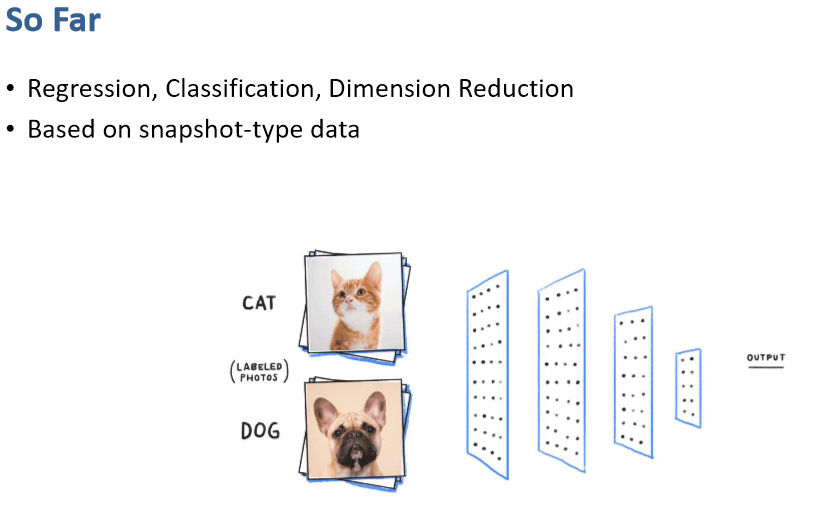 So Far
• Regression, Classification, Dimension Reduction
• Based on snapshot-type data
CAT
(LABELED
PHOTOS)
DOG
OUTPUT